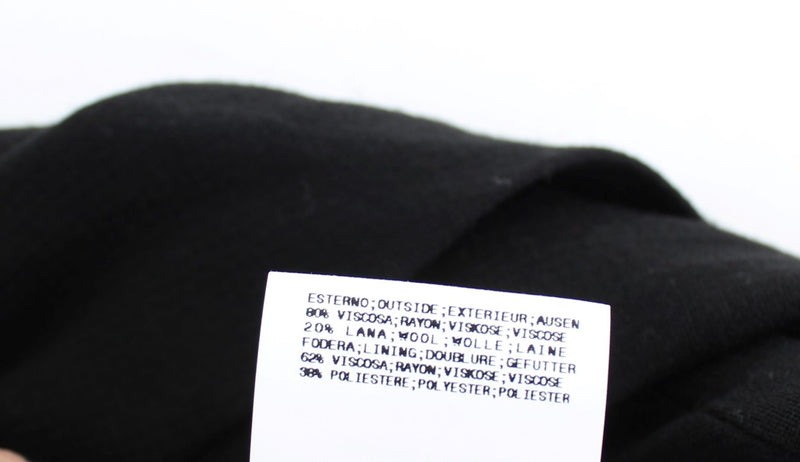 ESTERNO;OUTSIDE;EXTERIEUR;AUSEN
80% VISCOSA;RAYON;VISKOSE;VISCOSE
20% LANA;WOOL;WOLLE;LAINE
FODERA;LINING;DOUBLURE;GEFUTTER
62% VISCOSA;RAYON;VISKOSE;VISCOSE
38% POLIESTERE;POLYESTER;POLIESTER